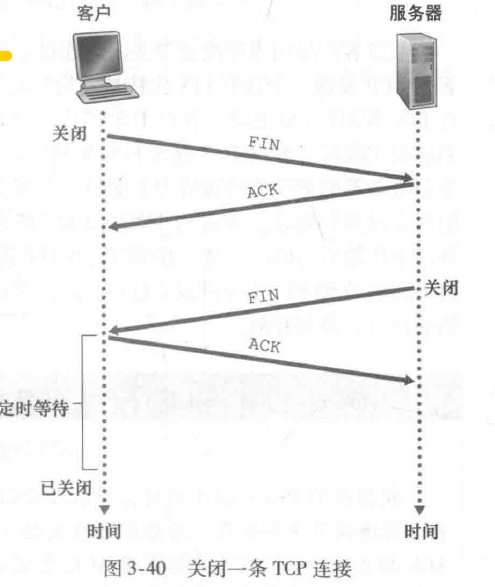 客户
服务器
关闭
FIN
ACK
关闭
FIN
ACK
定时等待
已关闭
时间
时间
图 3-40 关闭一条 TCP 连接